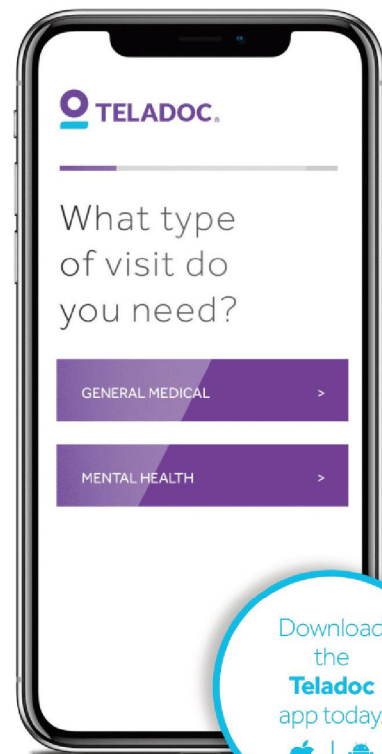 TELADOC®
What type
of visit do
you need?
GENERAL MEDICAL >
MENTAL HEALTH >
Download
the
Teladoc
app today.